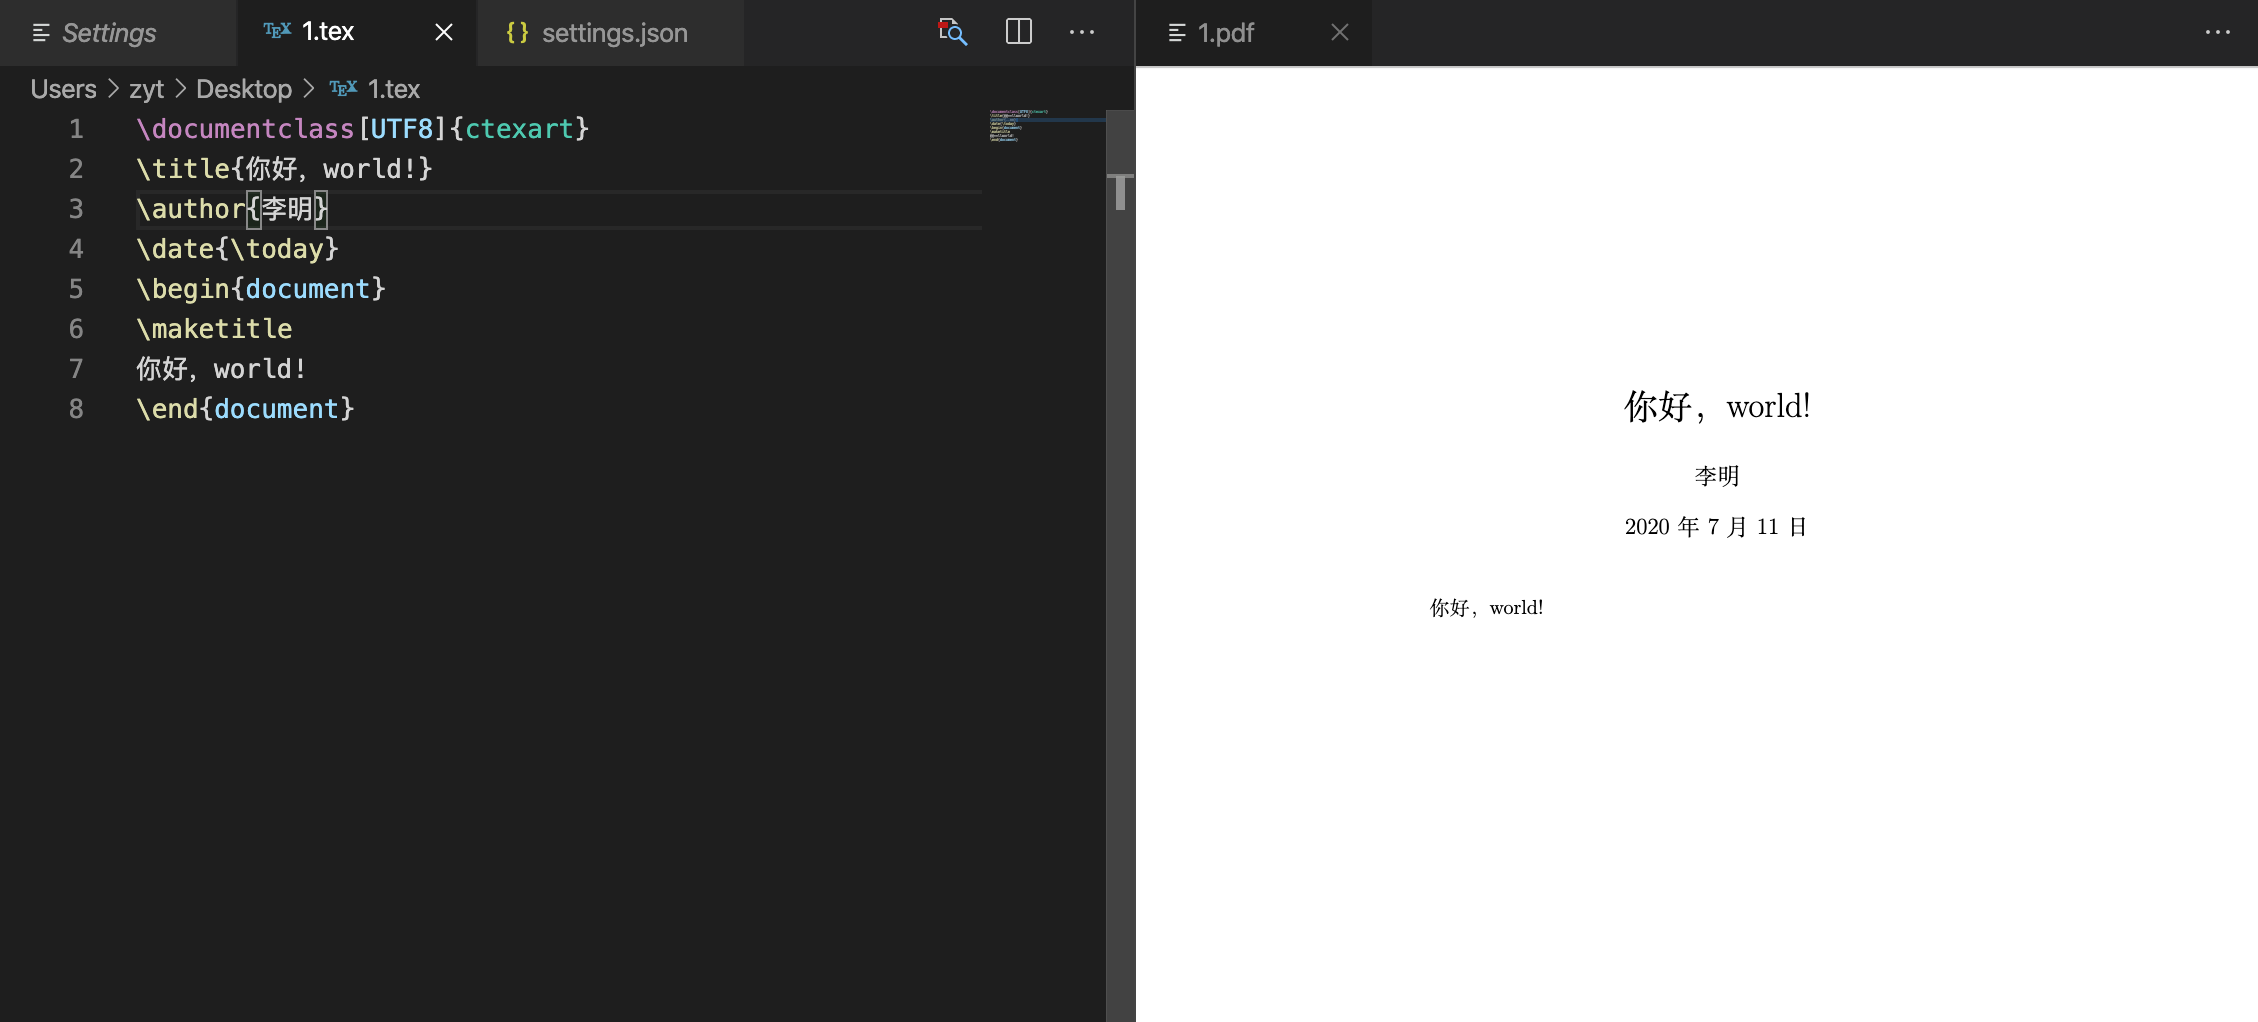 Settings
TEX 1.tex
{} settings.json
1.pdf
Users > zyt > Desktop > TEX 1.tex
1 \documentclass[UTF8]{ctexart}
2 \title{你好，world!}
3 \author{李明}
4 \date{\today}
5 \begin{document}
6 \maketitle
7 你好，world!
8 \end{document}
你好，world!
李明
2020 年 7 月 11 日
你好，world!